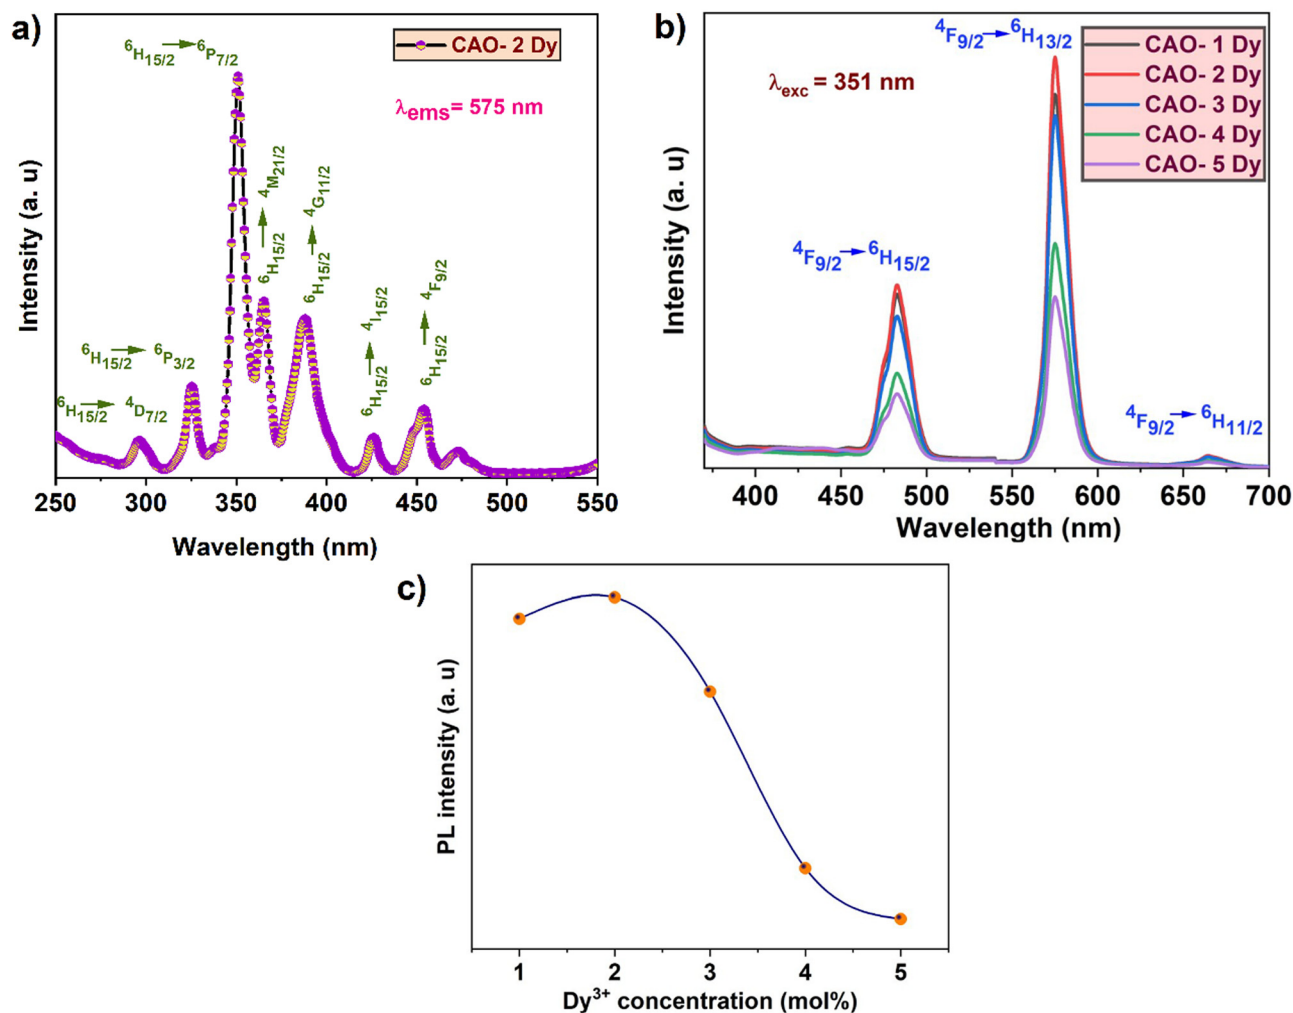 a)
⁶H₁₅/₂ → ⁶P₇/₂
CAO- 2 Dy
λems = 575 nm
⁶H₁₅/₂ → ⁴M₂₁/₂
⁶H₁₅/₂ → ⁴G₁₁/₂
⁶H₁₅/₂ → ⁴I₁₅/₂
⁶H₁₅/₂ → ⁴F₉/₂
⁶H₁₅/₂ → ⁶P₃/₂
⁶H₁₅/₂ → ⁴D₇/₂
Intensity (a. u)
250 300 350 400 450 500 550
Wavelength (nm)
b)
⁴F₉/₂ → ⁶H₁₃/₂
λexc = 351 nm
CAO- 1 Dy
CAO- 2 Dy
CAO- 3 Dy
CAO- 4 Dy
CAO- 5 Dy
⁴F₉/₂ → ⁶H₁₅/₂
⁴F₉/₂ → ⁶H₁₁/₂
Intensity (a. u)
400 450 500 550 600 650 700
Wavelength (nm)
c)
PL intensity (a. u)
1 2 3 4 5
Dy³⁺ concentration (mol%)